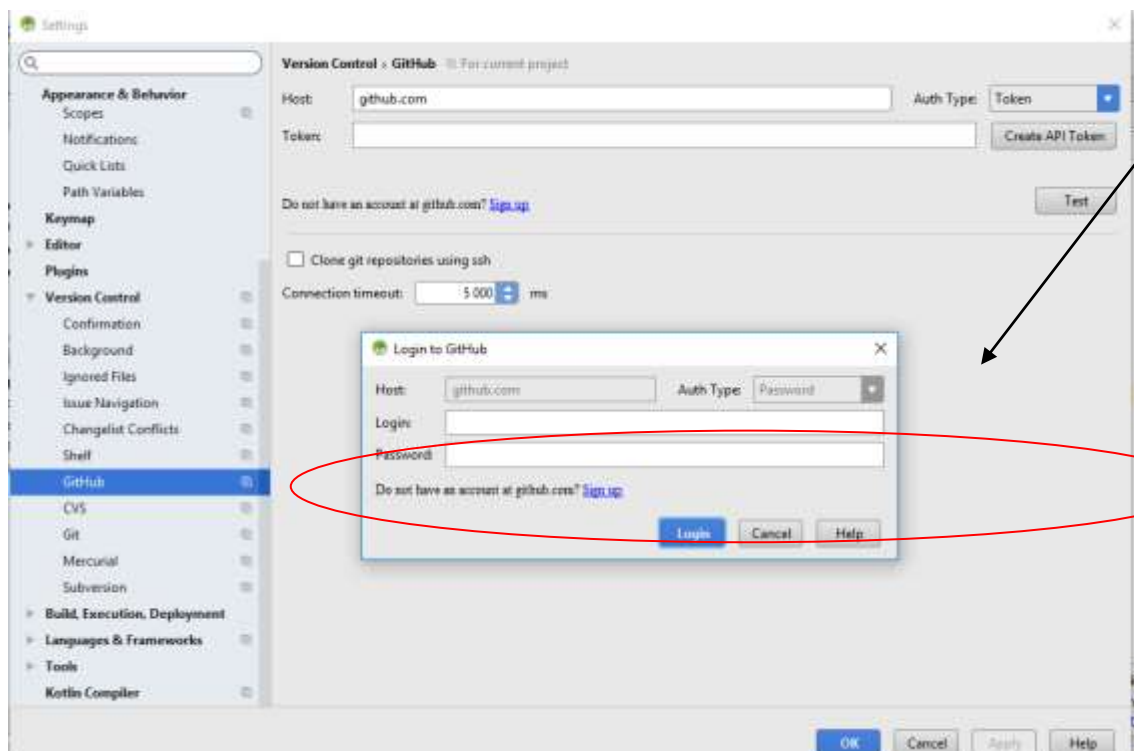 Settings
Appearance & Behavior
Scopes
Notifications
Quick Lists
Path Variables
Keymap
Editor
Plugins
Version Control
Confirmation
Background
Ignored Files
Issue Navigation
Changelist Conflicts
Shelf
GitHub
CVS
Git
Mercurial
Subversion
Build, Execution, Deployment
Languages & Frameworks
Tools
Kotlin Compiler
Version Control › GitHub For current project
Host: github.com Auth Type: Token
Token: Create API Token
Do not have an account at github.com? Sign up
Test
Clone git repositories using ssh
Connection timeout: 5 000 ms
Login to GitHub
Host: github.com Auth Type: Password
Login:
Password:
Do not have an account at github.com? Sign up
Login Cancel Help
OK Cancel Apply Help